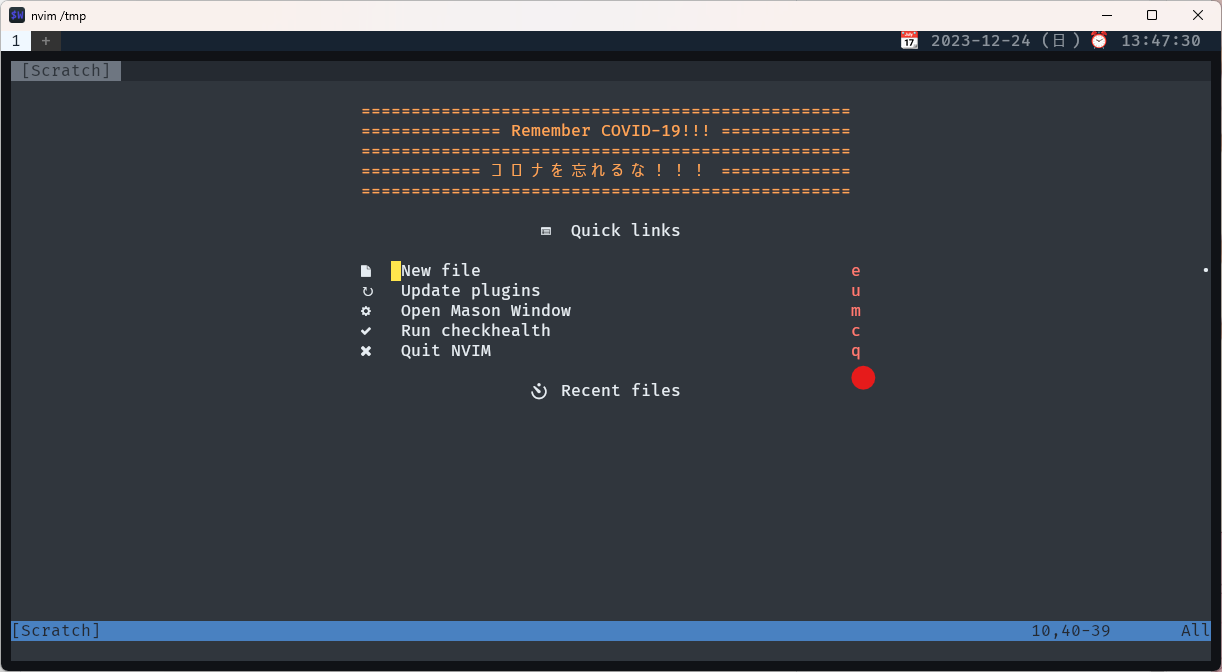 nvim /tmp
1 + 📅 2023-12-24 (日) ⏰ 13:47:30
[Scratch]
=================================================
============== Remember COVID-19!!! =============
=================================================
============ コロナを忘れるな！！！ =============
=================================================
Quick links
New file e
Update plugins u
Open Mason Window m
Run checkhealth c
Quit NVIM q
Recent files
[Scratch] 10,40-39 All